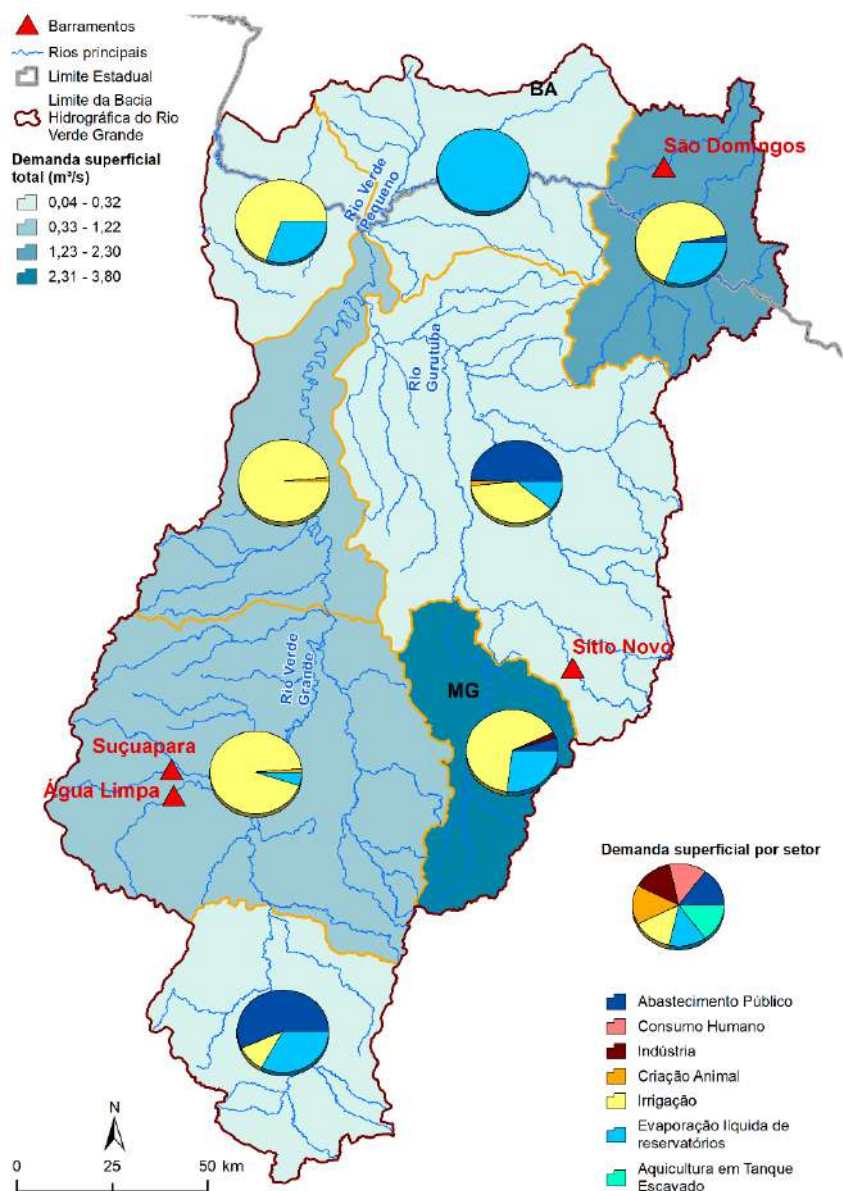 Barramentos
Rios principais
Limite Estadual
Limite da Bacia
Hidrográfica do Rio
Verde Grande
Demanda superficial
total (m³/s)
0,04 - 0,32
0,33 - 1,22
1,23 - 2,30
2,31 - 3,80
BA
São Domingos
Rio Verde
Pequeno
Rio
Gurutuba
Sítio Novo
Rio Verde
Grande
MG
Suçuapara
Água Limpa
Demanda superficial por setor
Abastecimento Público
Consumo Humano
Indústria
Criação Animal
Irrigação
Evaporação líquida de
reservatórios
Aquicultura em Tanque
Escavado
N
0 25 50 km